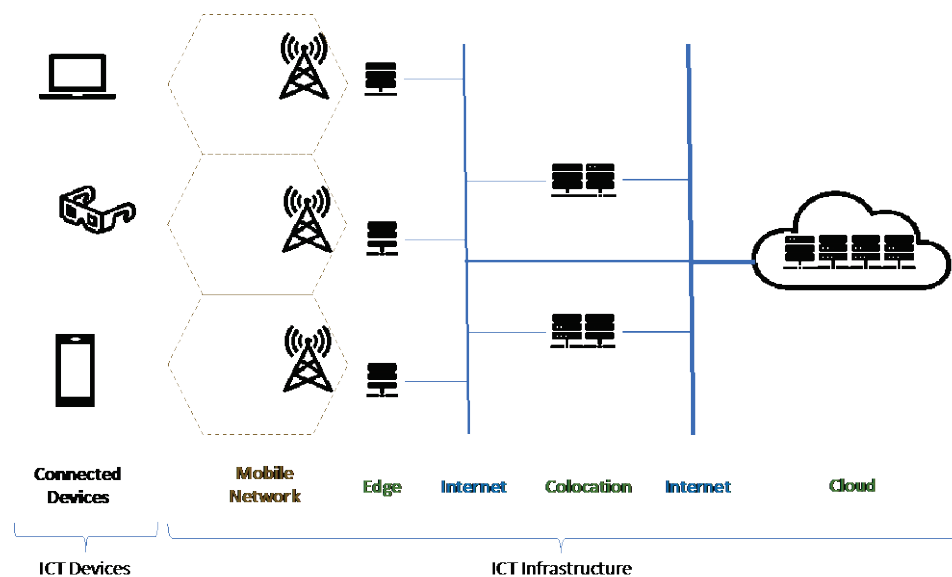 Connected
Devices
Mobile
Network
Edge
Internet
Colocation
Internet
Cloud
ICT Devices
ICT Infrastructure